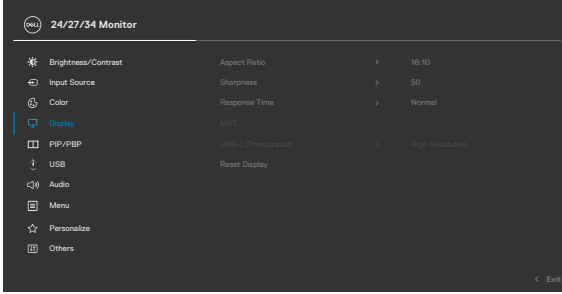 DELL 24/27/34 Monitor
Brightness/Contrast Aspect Ratio > 16:10
Input Source Sharpness > 50
Color Response Time > Normal
Display MST
PIP/PBP USB-C Prioritization > High Resolution
USB Reset Display
Audio
Menu
Personalize
Others
< Exit